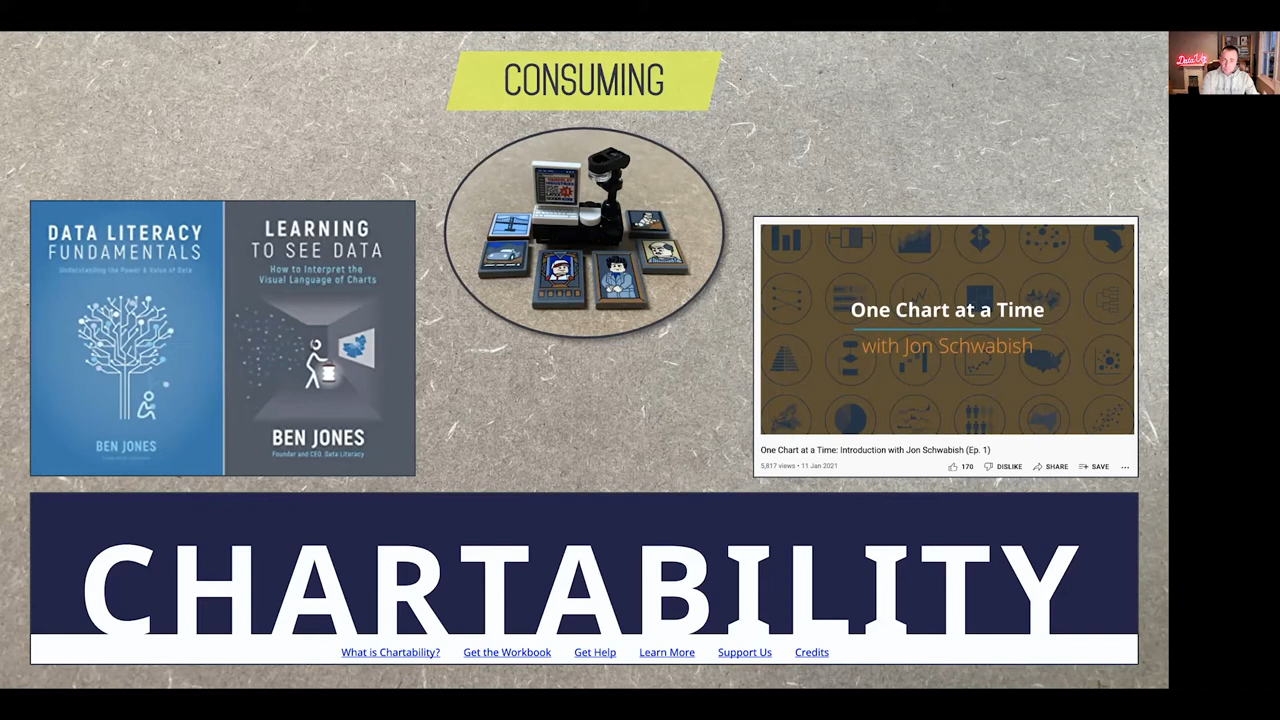 CONSUMING
DATA LITERACY
FUNDAMENTALS
Understanding the Power & Value of Data
BEN JONES
LEARNING
TO SEE DATA
How to Interpret the
Visual Language of Charts
BEN JONES
Founder and CEO, Data Literacy
One Chart at a Time
with Jon Schwabish
One Chart at a Time: Introduction with Jon Schwabish (Ep. 1)
5,817 views • 11 Jan 2021
170 DISLIKE SHARE SAVE ...
CHARTABILITY
What is Chartability? Get the Workbook Get Help Learn More Support Us Credits